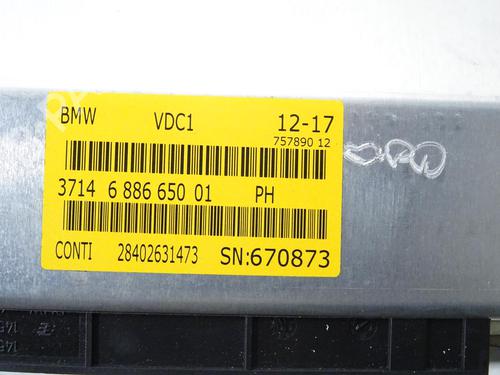 BMW VDC1 12-17
757890 12
3714 6 886 650 01 PH
CONTI 28402631473 SN:670873